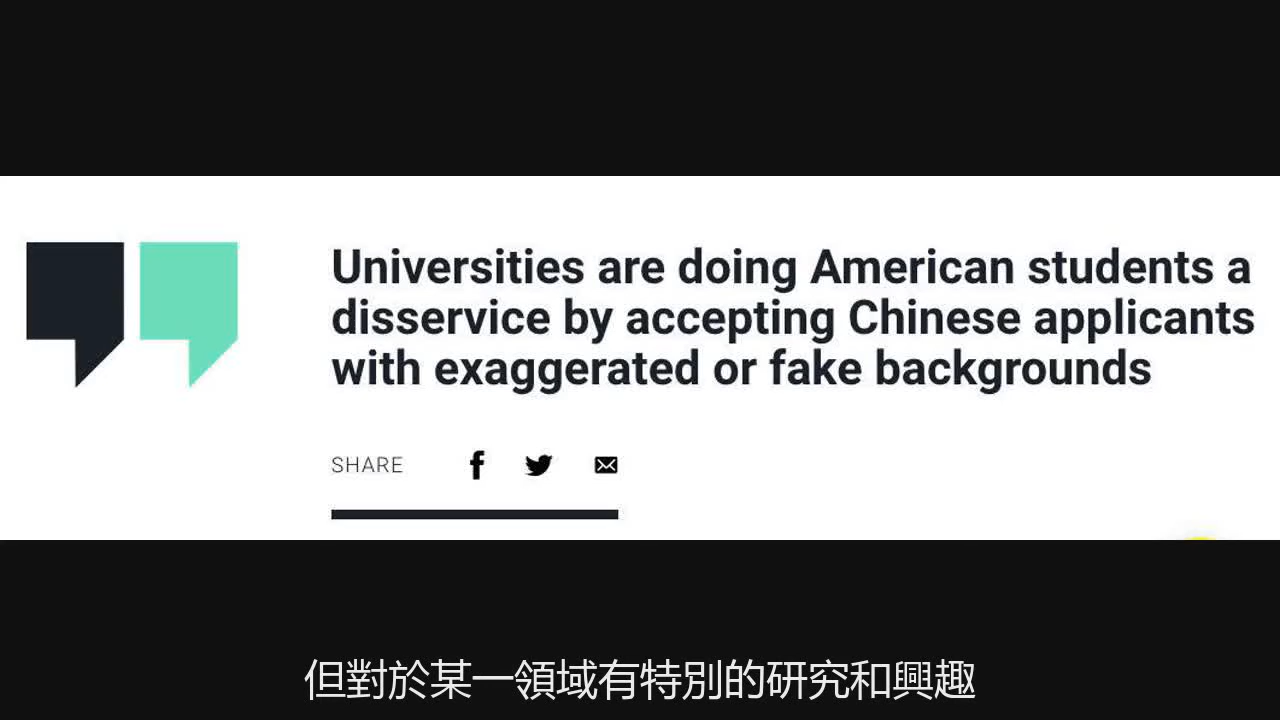 Universities are doing American students a
disservice by accepting Chinese applicants
with exaggerated or fake backgrounds
SHARE
但對於某一領域有特別的研究和興趣